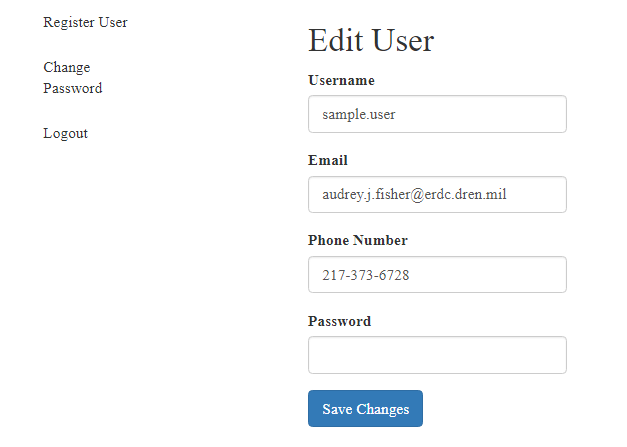 Register User
Change
Password
Logout
Edit User
Username
sample.user
Email
audrey.j.fisher@erdc.dren.mil
Phone Number
217-373-6728
Password
Save Changes